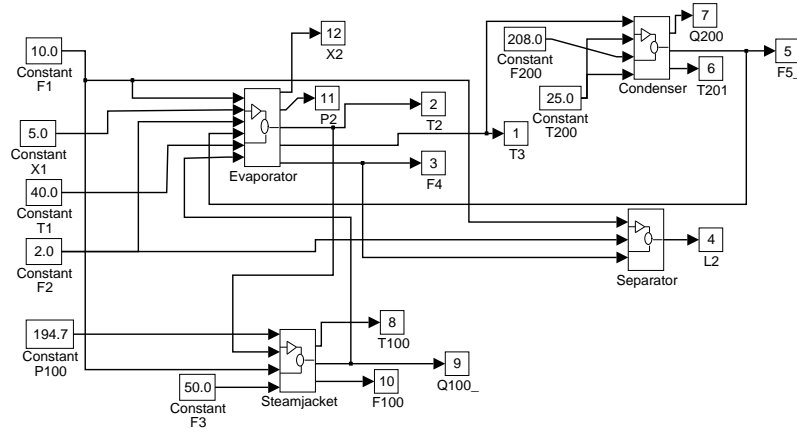 10.0
Constant
F1
5.0
Constant
X1
40.0
Constant
T1
2.0
Constant
F2
194.7
Constant
P100
50.0
Constant
F3
Evaporator
12
X2
11
P2
2
T2
1
T3
3
F4
208.0
Constant
F200
25.0
Constant
T200
Condenser
7
Q200
5
F5_
6
T201
Separator
4
L2
Steamjacket
8
T100
9
Q100_
10
F100